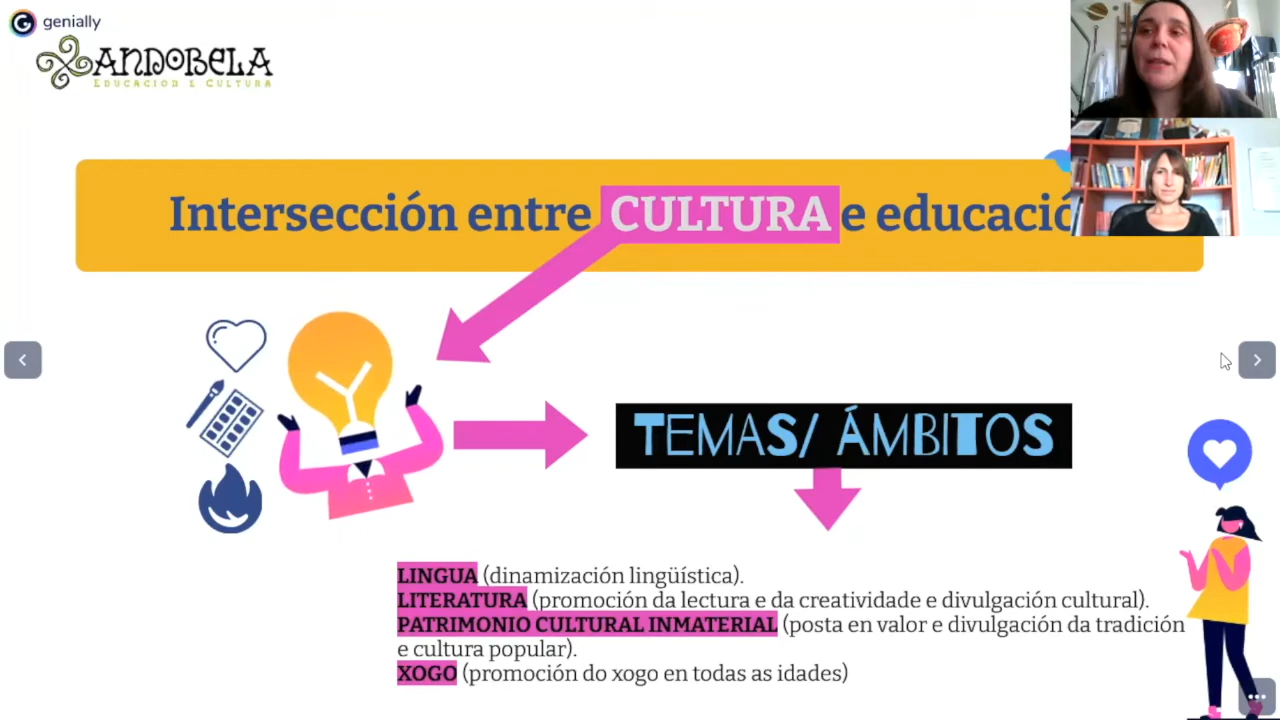 genially
ANDOBELA
EDUCACIÓN E CULTURA
Intersección entre CULTURA e educació
TEMAS/ ÁMBITOS
LINGUA (dinamización lingüística).
LITERATURA (promoción da lectura e da creatividade e divulgación cultural).
PATRIMONIO CULTURAL INMATERIAL (posta en valor e divulgación da tradición
e cultura popular).
XOGO (promoción do xogo en todas as idades)